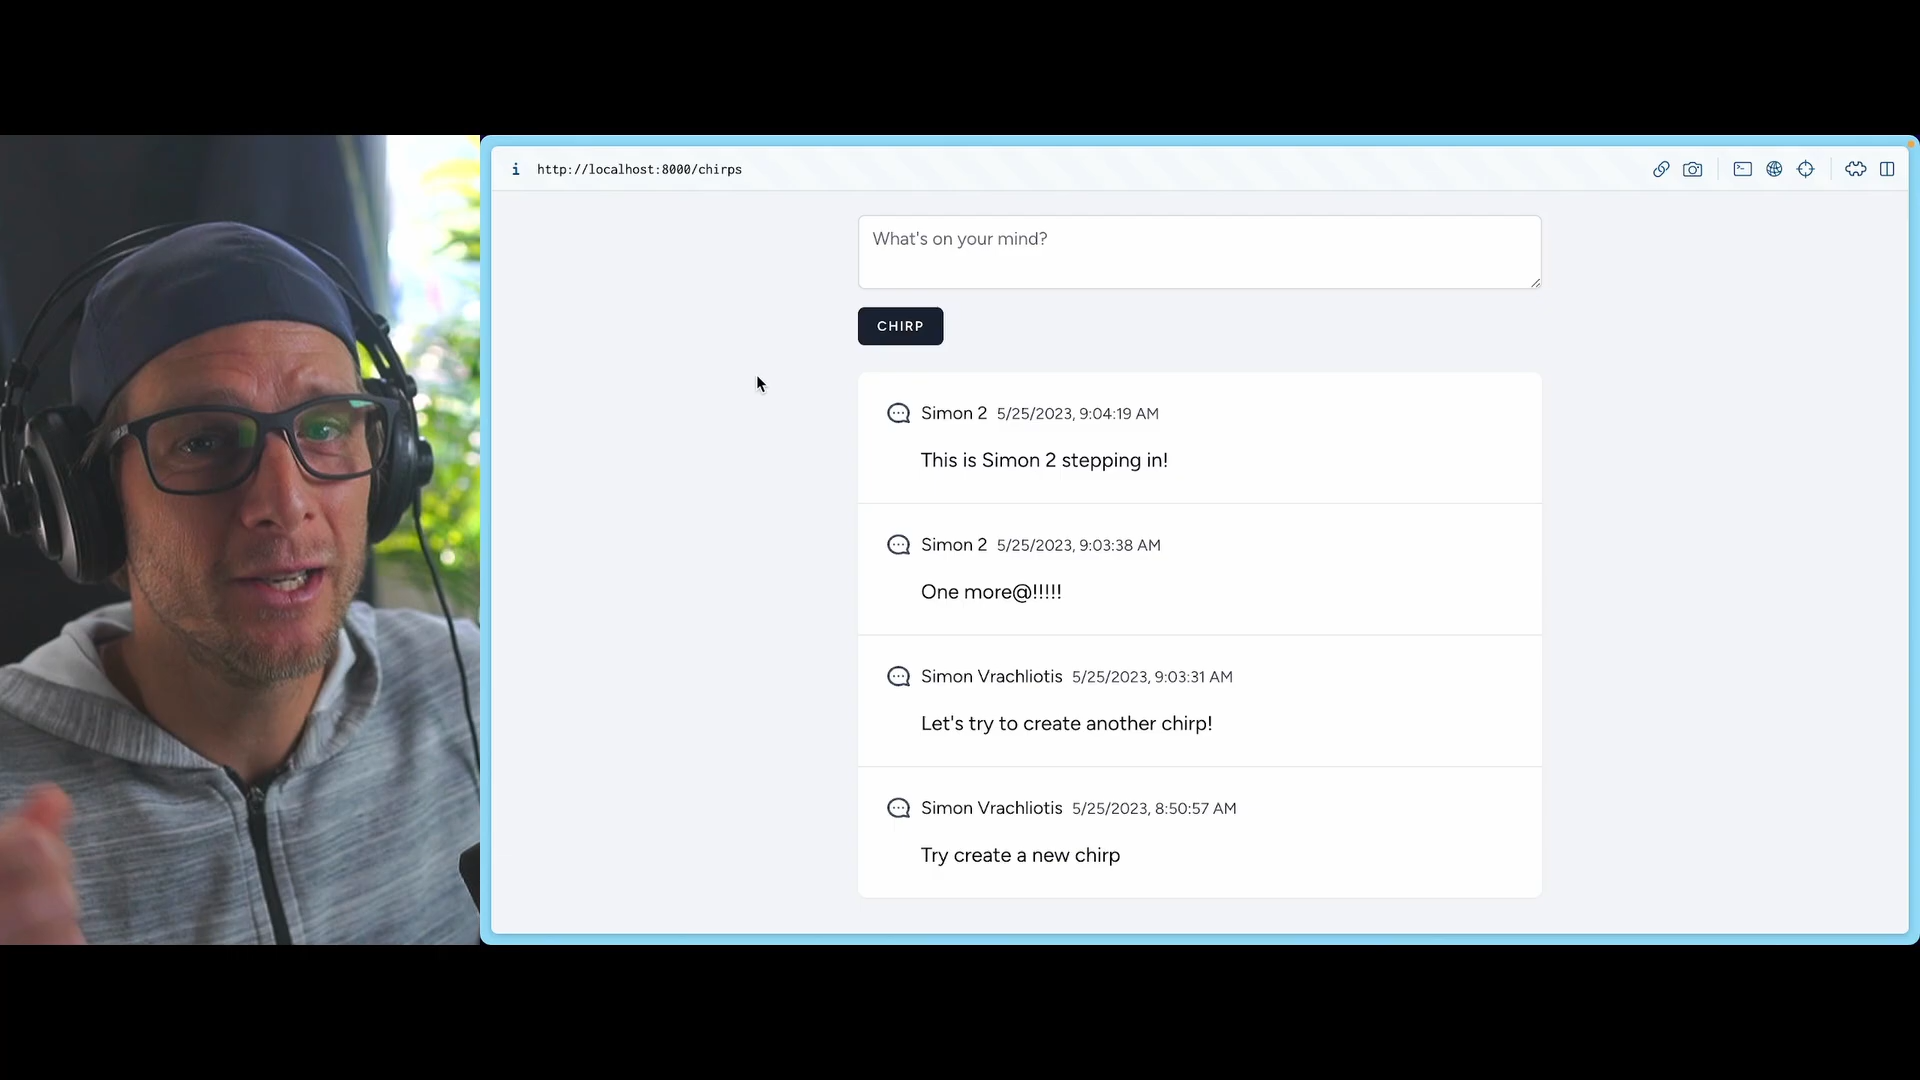 http://localhost:8000/chirps
What's on your mind?
CHIRP
Simon 2 5/25/2023, 9:04:19 AM
This is Simon 2 stepping in!
Simon 2 5/25/2023, 9:03:38 AM
One more@!!!!!
Simon Vrachliotis 5/25/2023, 9:03:31 AM
Let's try to create another chirp!
Simon Vrachliotis 5/25/2023, 8:50:57 AM
Try create a new chirp